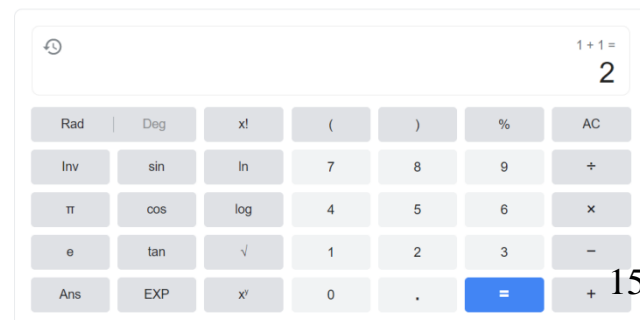 1 + 1 =
2
Rad Deg x! ( ) % AC
Inv sin ln 7 8 9 ÷
π cos log 4 5 6 ×
e tan √ 1 2 3 −
Ans EXP xʸ 0 . = +
15